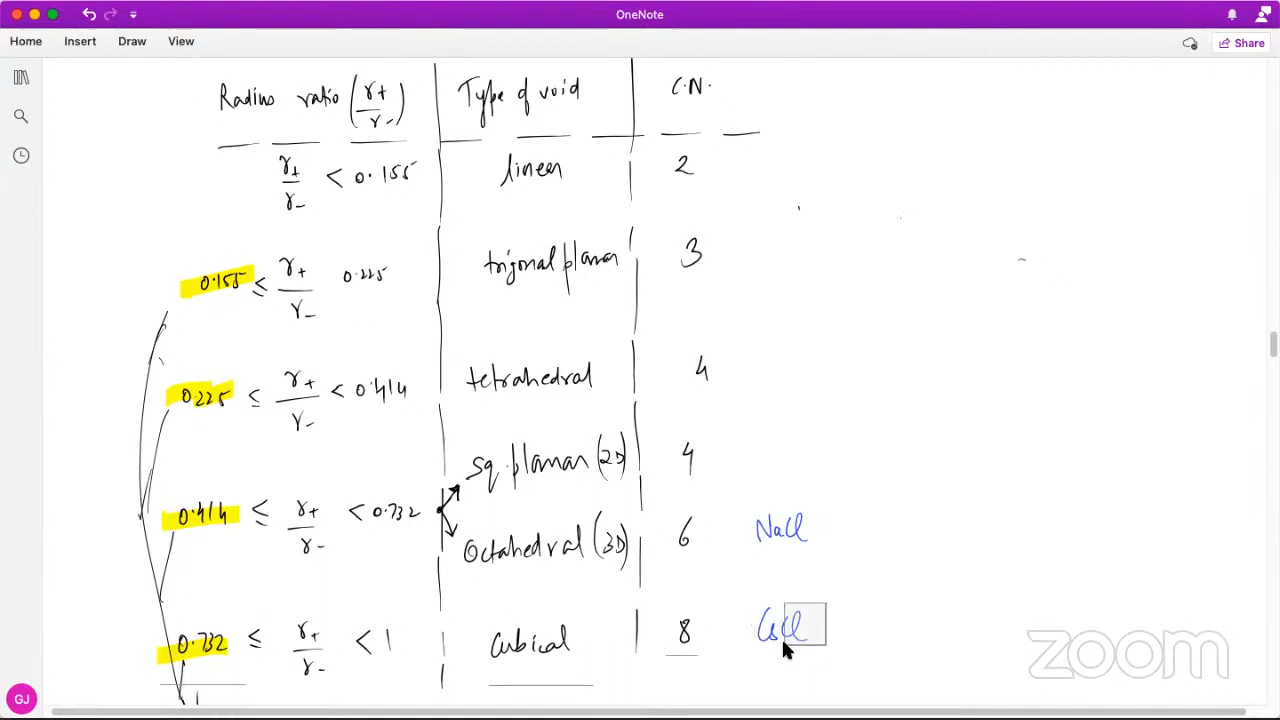 OneNote
Home Insert Draw View
Share
Radius ratio (r+/r-) Type of void C.N.
r+/r- < 0.155 linear 2
0.155 ≤ r+/r- 0.225 trigonal planar 3
0.225 ≤ r+/r- < 0.414 tetrahedral 4
sq. planar (2D) 4
0.414 ≤ r+/r- < 0.732
Octahedral (3D) 6 NaCl
0.732 ≤ r+/r- < 1 Cubical 8 CsCl
zoom
GJ